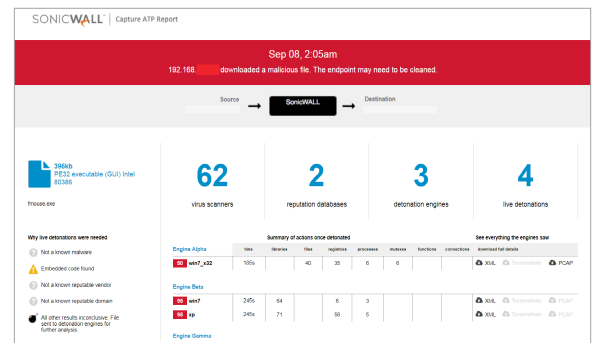 SONICWALL | Capture ATP Report
Sep 08, 2:05am
192.168. downloaded a malicious file. The endpoint may need to be cleaned.
Source → SonicWALL → Destination
396kb
PE32 executable (GUI) Intel
80386
fmouse.exe
62
virus scanners
2
reputation databases
3
detonation engines
4
live detonations
Why live detonations were needed
Not a known malware
Embedded code found
Not a known reputable vendor
Not a known reputable domain
All other results inconclusive. File
sent to detonation engines for
further analysis.
Summary of actions once detonated
See everything the engines saw
Engine Alpha time libraries files registries processes mutexes functions connections download full details
50 win7_x32 185s 40 35 6 6 XML Screenshots PCAP
Engine Beta
95 win7 245s 64 6 3 XML Screenshots PCAP
95 xp 245s 71 56 5 XML Screenshots PCAP
Engine Gamma